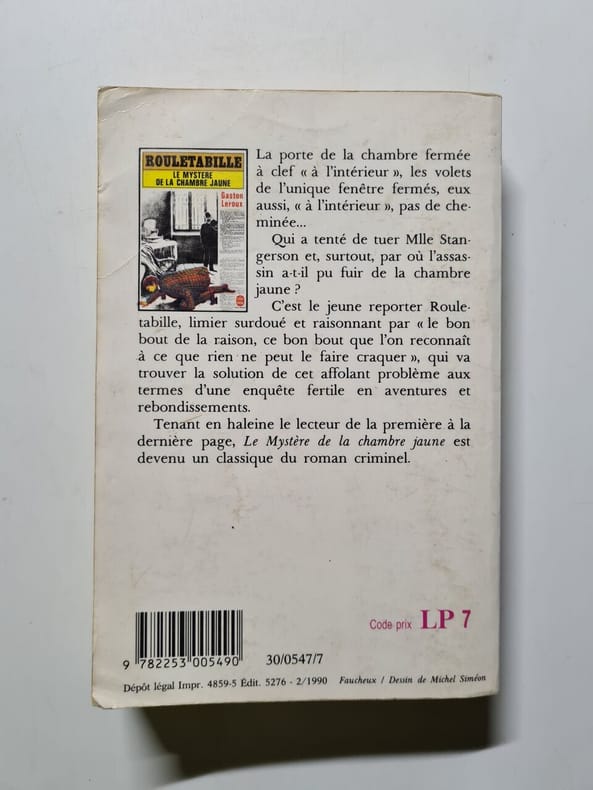 ROULETABILLE
LE MYSTÈRE
DE LA CHAMBRE JAUNE
Gaston
Leroux
La porte de la chambre fermée
à clef « à l'intérieur », les volets
de l'unique fenêtre fermés, eux
aussi, « à l'intérieur », pas de che-
minée...
Qui a tenté de tuer Mlle Stan-
gerson et, surtout, par où l'assas-
sin a-t-il pu fuir de la chambre
jaune ?
C'est le jeune reporter Roule-
tabille, limier surdoué et raisonnant par « le bon
bout de la raison, ce bon bout que l'on reconnaît
à ce que rien ne peut le faire craquer », qui va
trouver la solution de cet affolant problème aux
termes d'une enquête fertile en aventures et
rebondissements.
Tenant en haleine le lecteur de la première à la
dernière page, Le Mystère de la chambre jaune est
devenu un classique du roman criminel.
Code prix LP 7
9 782253 005490
30/0547/7
Dépôt légal Impr. 4859-5 Édit. 5276 - 2/1990 Faucheux / Dessin de Michel Siméon